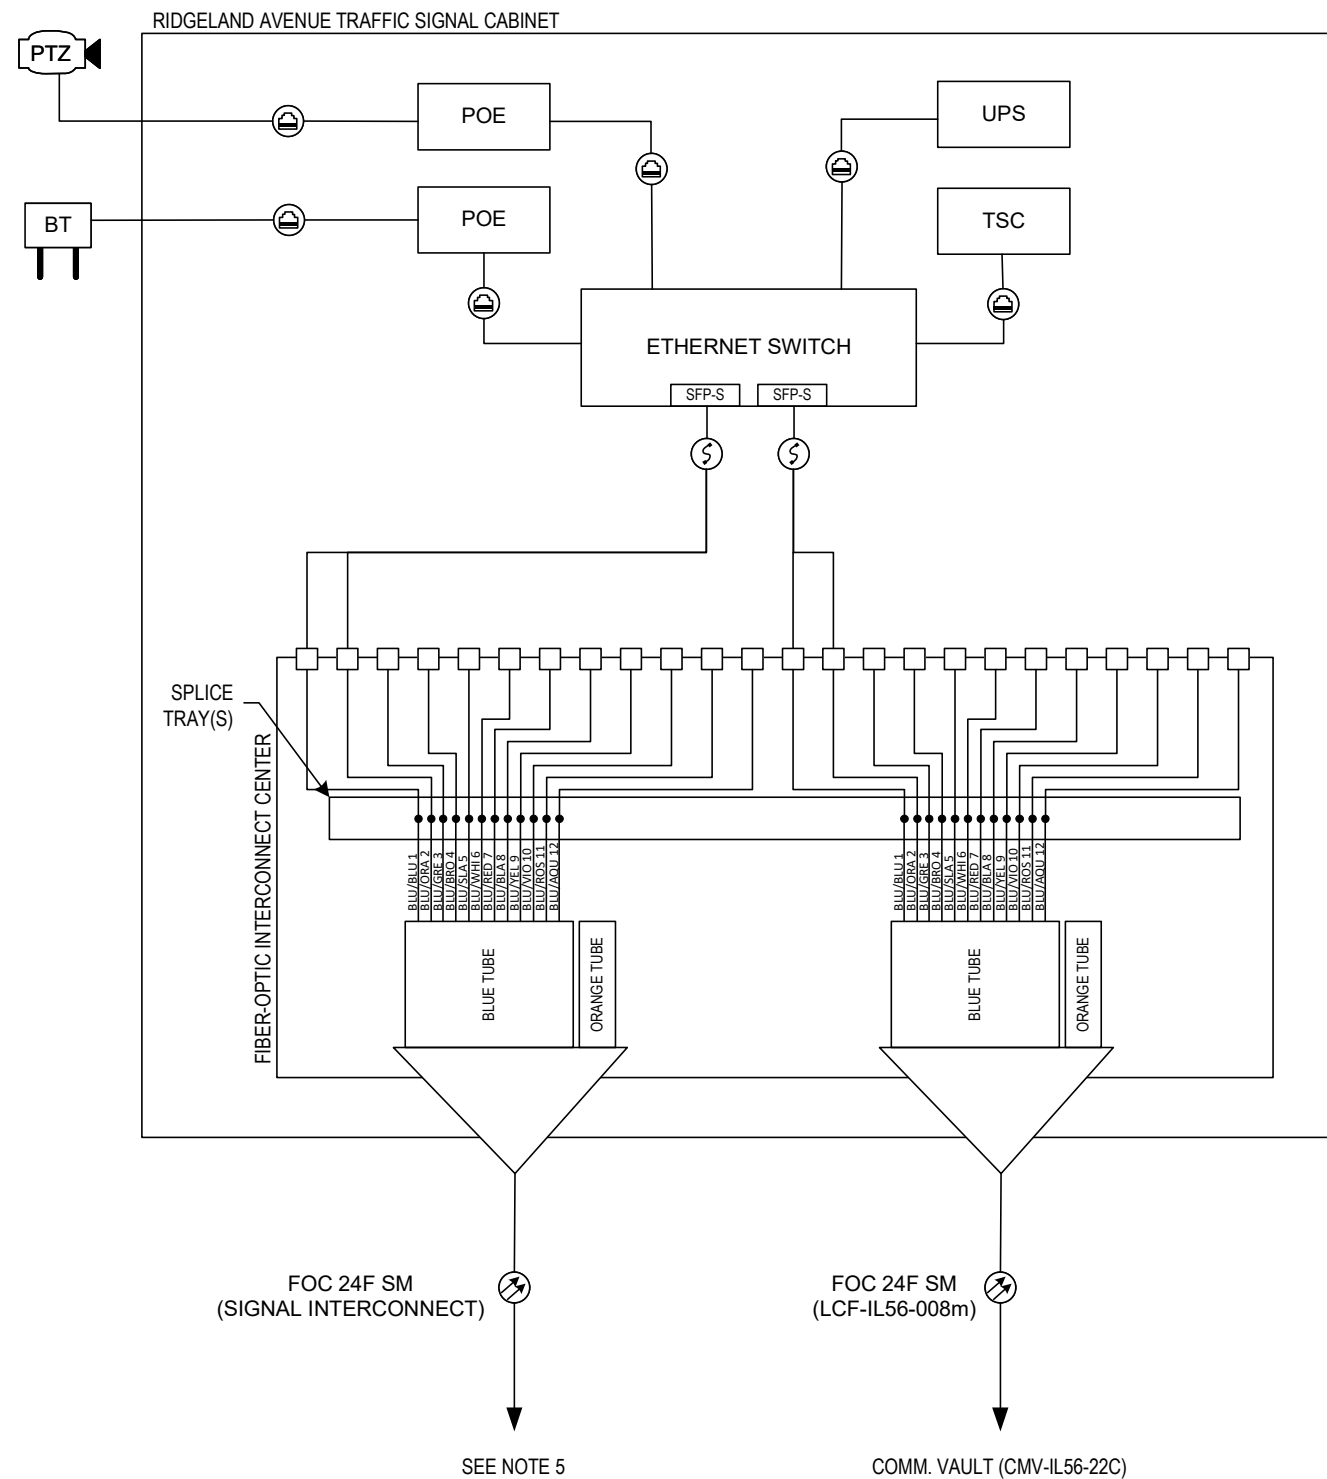 RIDGELAND AVENUE TRAFFIC SIGNAL CABINET
PTZ
POE
UPS
BT
POE
TSC
ETHERNET SWITCH
SFP-S
SFP-S
SPLICE
TRAY(S)
FIBER-OPTIC INTERCONNECT CENTER
BLU/BLU 1
BLU/ORA 2
BLU/GRE 3
BLU/BRO 4
BLU/SLA 5
BLU/WHI 6
BLU/RED 7
BLU/BLA 8
BLU/YEL 9
BLU/VIO 10
BLU/ROS 11
BLU/AQU 12
BLU/BLU 1
BLU/ORA 2
BLU/GRE 3
BLU/BRO 4
BLU/SLA 5
BLU/WHI 6
BLU/RED 7
BLU/BLA 8
BLU/YEL 9
BLU/VIO 10
BLU/ROS 11
BLU/AQU 12
BLUE TUBE
ORANGE TUBE
BLUE TUBE
ORANGE TUBE
FOC 24F SM
(SIGNAL INTERCONNECT)
FOC 24F SM
(LCF-IL56-008m)
SEE NOTE 5
COMM. VAULT (CMV-IL56-22C)